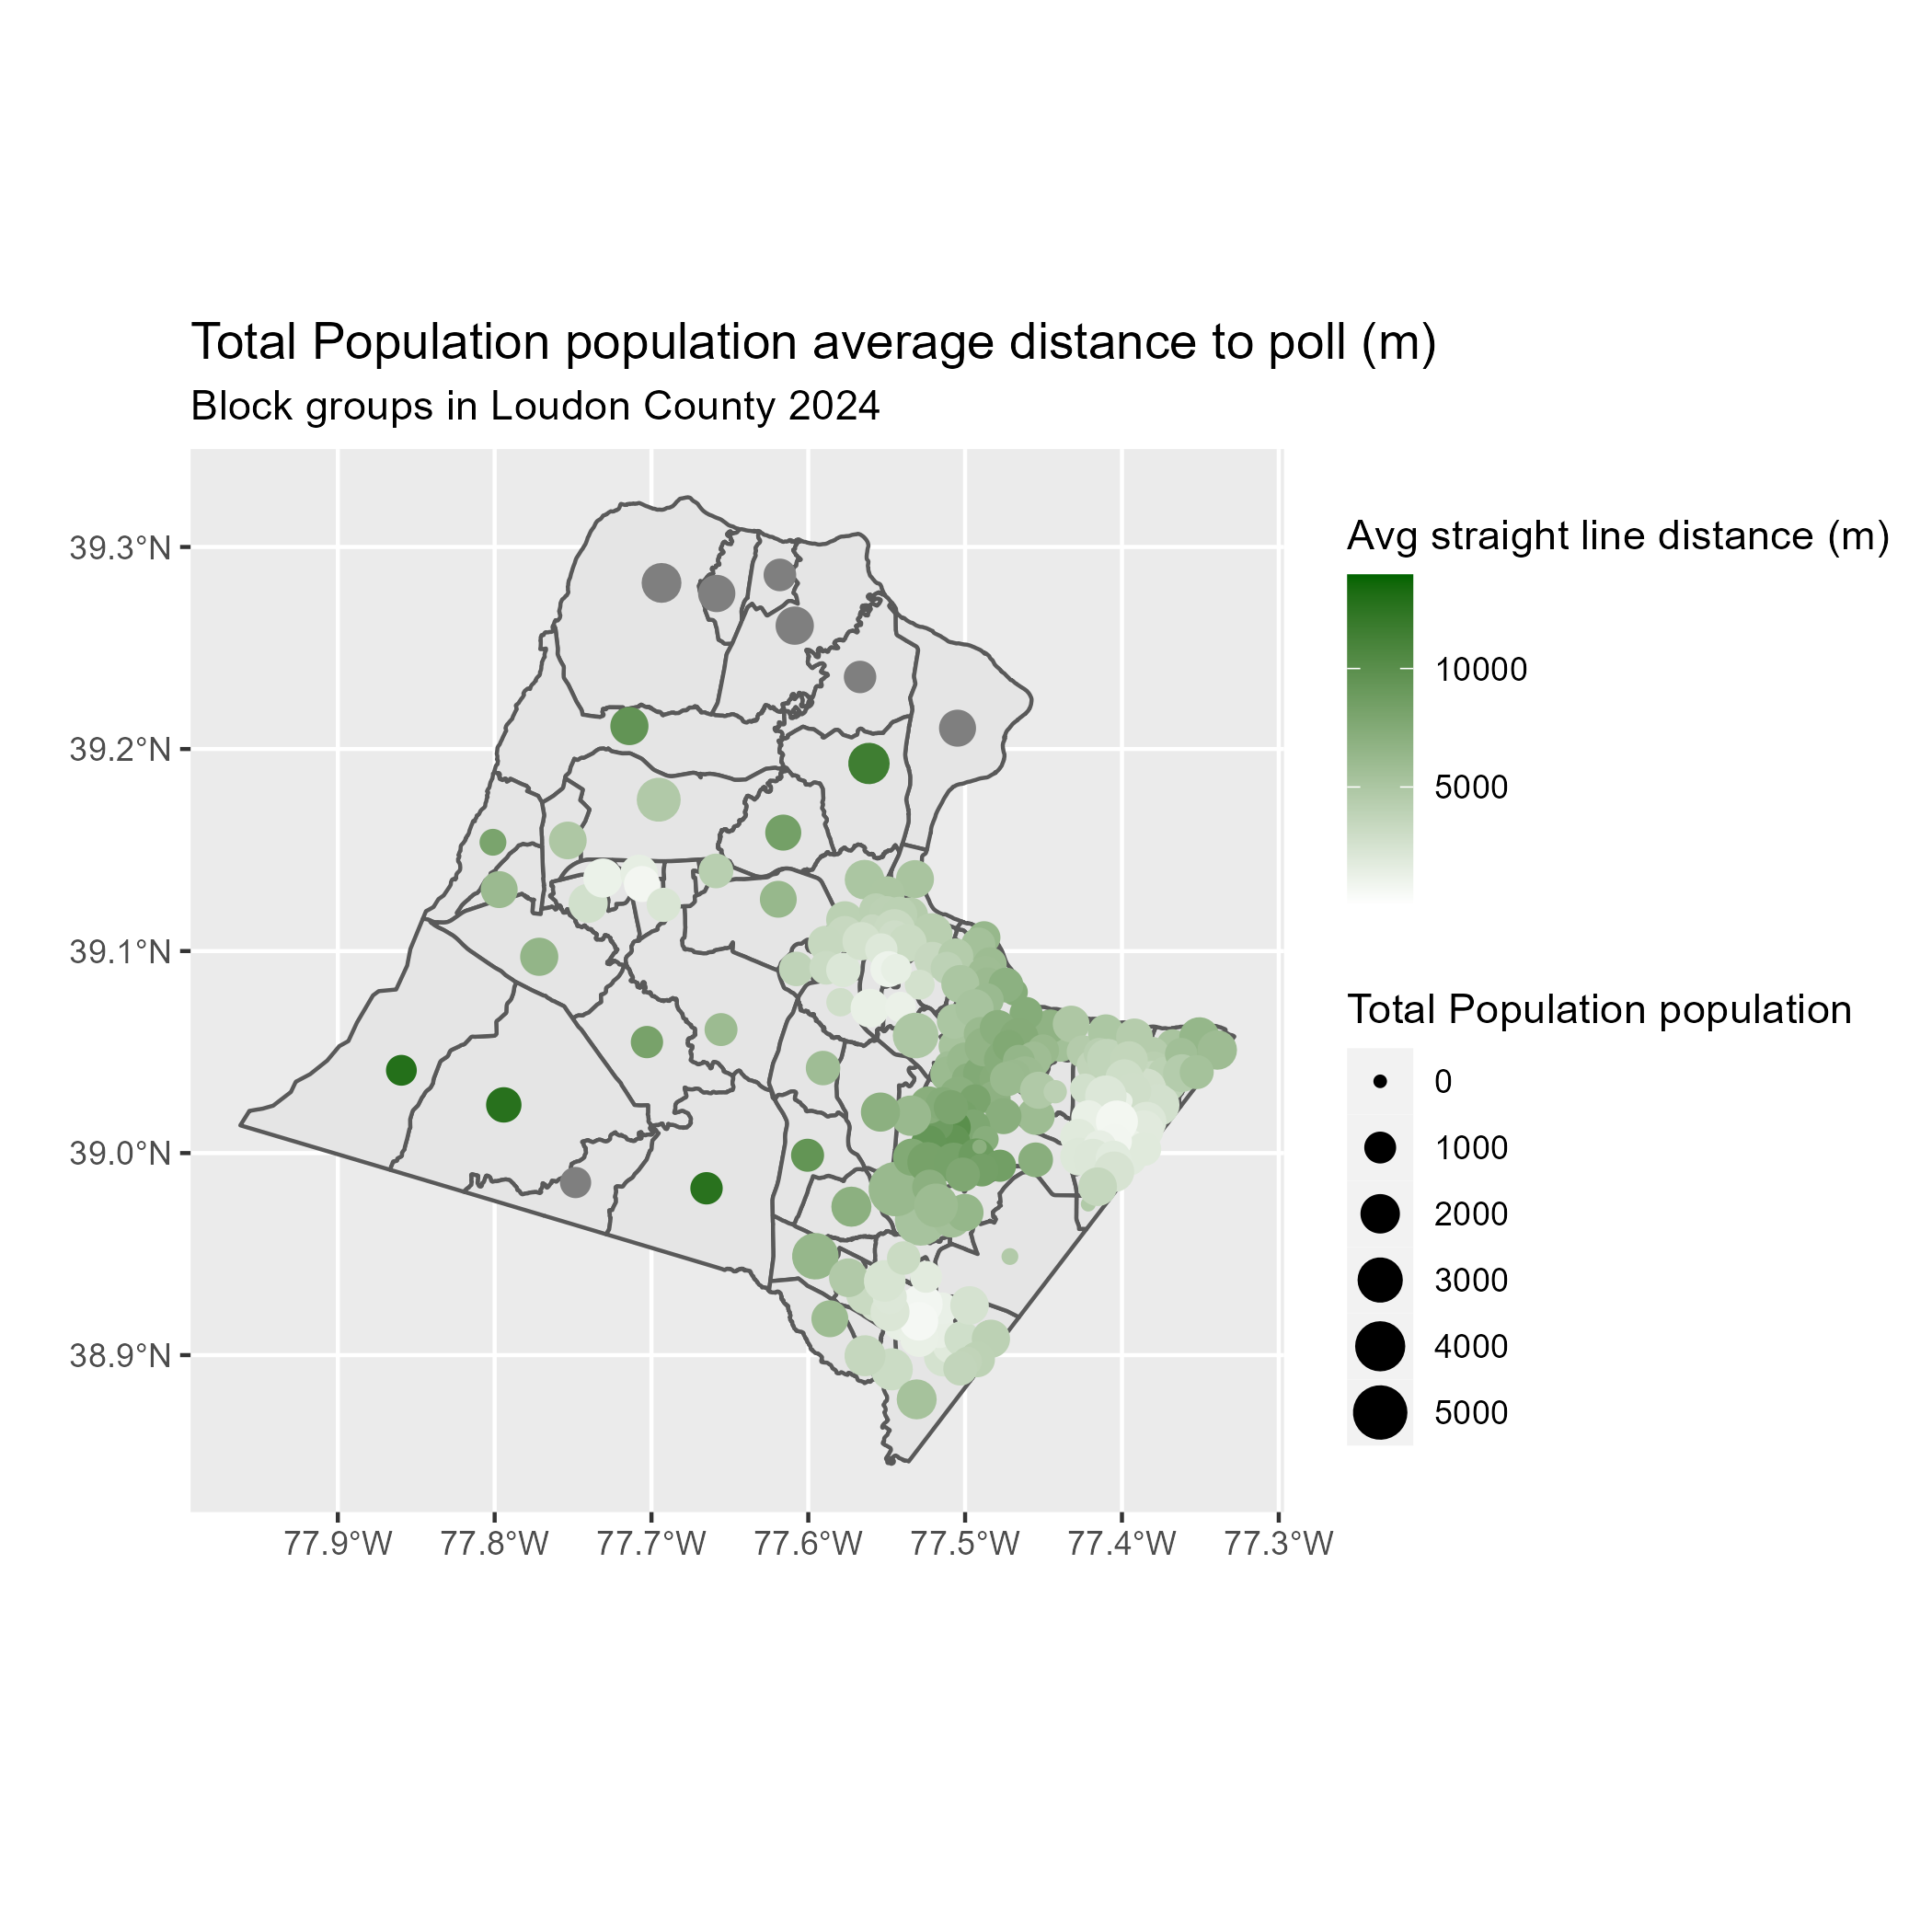 Total Population population average distance to poll (m)
Block groups in Loudon County 2024
39.3°N
39.2°N
39.1°N
39.0°N
38.9°N
77.9°W
77.8°W
77.7°W
77.6°W
77.5°W
77.4°W
77.3°W
Avg straight line distance (m)
10000
5000
Total Population population
0
1000
2000
3000
4000
5000